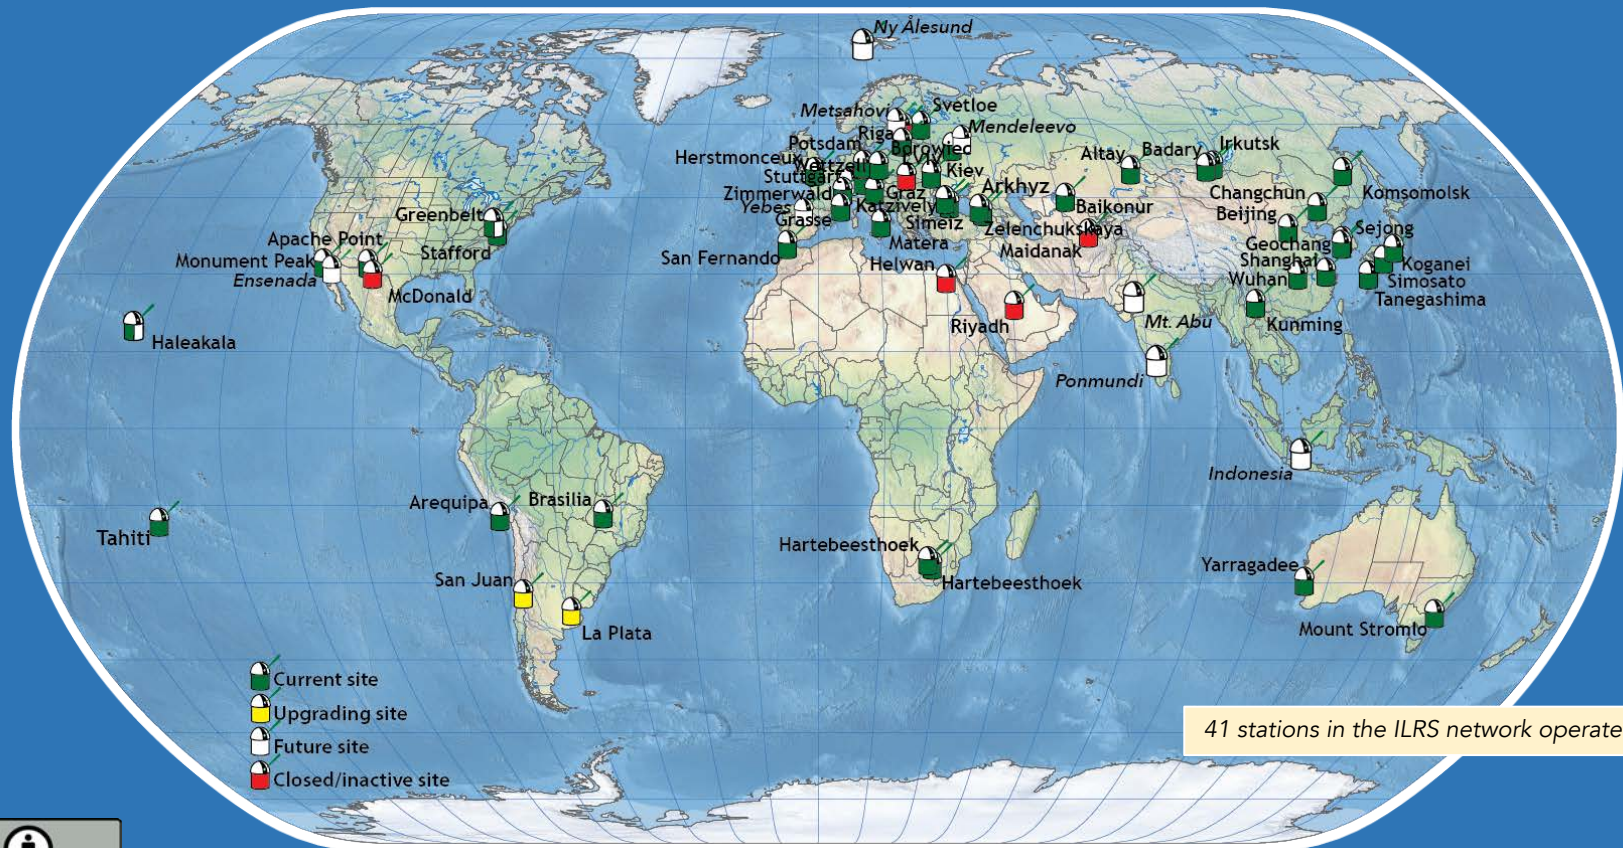 Ny Ålesund
Metsahovi
Svetloe
Riga
Mendeleevo
Potsdam
Borowiec
Herstmonceux
Wettzell
Lviv
Kiev
Stuttgart
Zimmerwald
Graz
Arkhyz
Yebes
Katzively
Grasse
Simeiz
Zelenchukskaya
Matera
San Fernando
Baikonur
Maidanak
Altay
Badary
Irkutsk
Changchun
Komsomolsk
Beijing
Sejong
Geochang
Shanghai
Koganei
Wuhan
Simosato
Tanegashima
Kunming
Greenbelt
Stafford
Apache Point
Monument Peak
Ensenada
McDonald
Haleakala
Helwan
Riyadh
Mt. Abu
Ponmundi
Indonesia
Arequipa
Brasilia
Tahiti
San Juan
La Plata
Hartebeesthoek
Hartebeesthoek
Yarragadee
Mount Stromlo
Current site
Upgrading site
Future site
Closed/inactive site
41 stations in the ILRS network operate